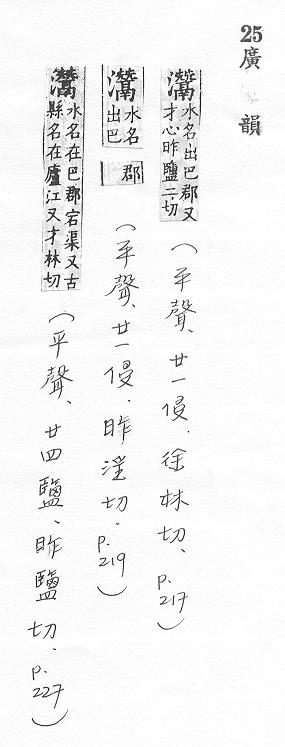 25 廣韻
灊水名出巴郡又
才心昨鹽二切
(平聲、廿一侵、徐林切、p.217)
灊水名
出巴
郡
(平聲、廿一侵、昨淫切、p.219)
灊水名在巴郡宕渠又古
縣名在廬江又才林切
(平聲、廿四鹽、昨鹽切、p.227)